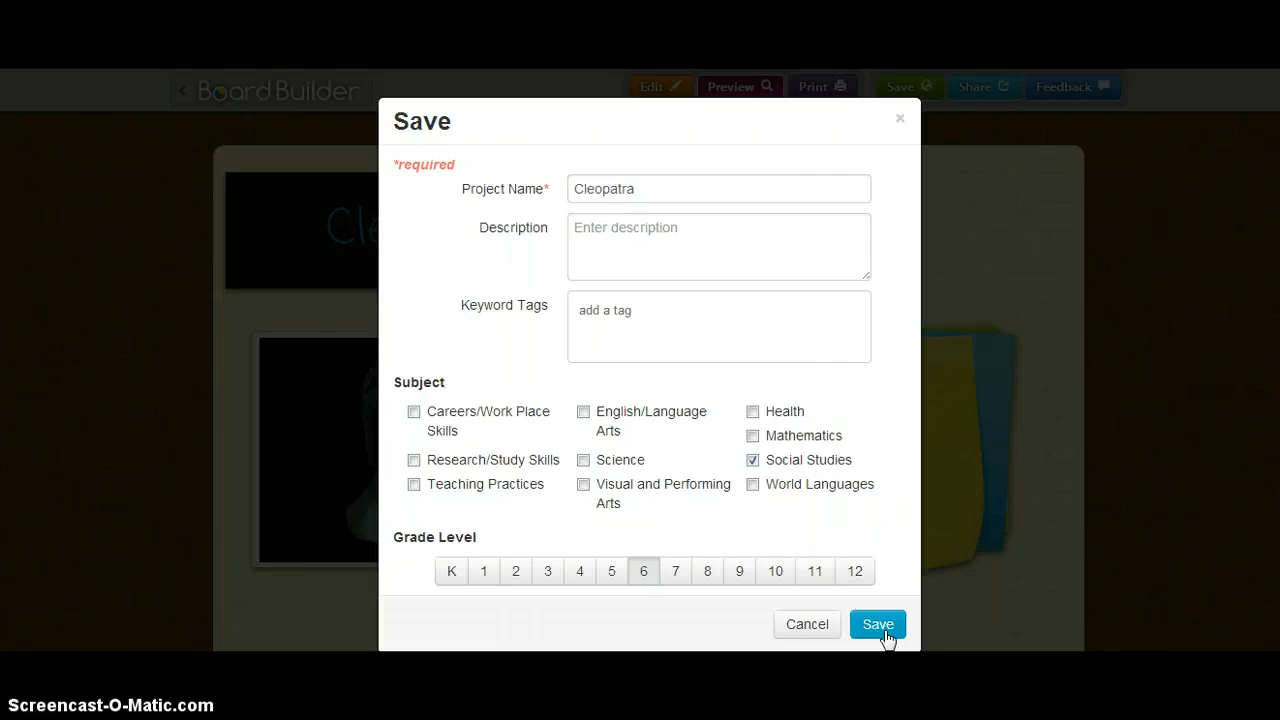 Board Builder
Edit
Preview
Print
Save
Share
Feedback
Save
×
*required
Project Name*
Cleopatra
Description
Enter description
Keyword Tags
add a tag
Subject
Careers/Work Place
Skills
English/Language
Arts
Health
Mathematics
Research/Study Skills
Science
Social Studies
Teaching Practices
Visual and Performing
Arts
World Languages
Grade Level
K 1 2 3 4 5 6 7 8 9 10 11 12
Cancel
Save
Cle
Screencast-O-Matic.com